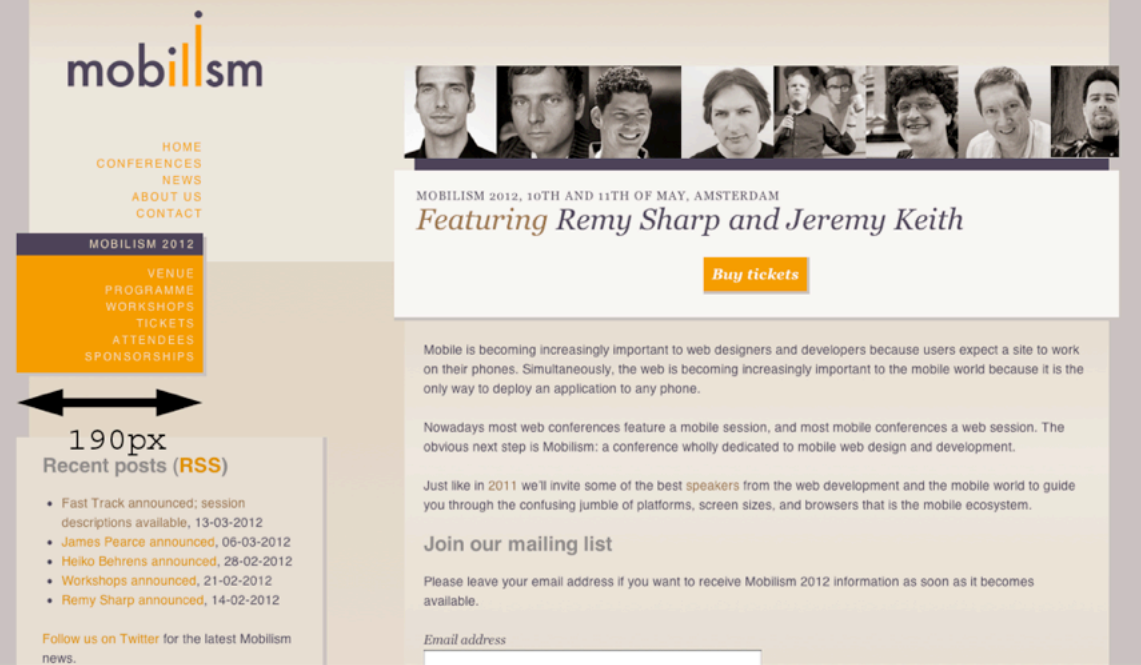 mobilism
HOME
CONFERENCES
NEWS
ABOUT US
CONTACT
MOBILISM 2012
VENUE
PROGRAMME
WORKSHOPS
TICKETS
ATTENDEES
SPONSORSHIPS
190px
Recent posts (RSS)
• Fast Track announced; session
descriptions available, 13-03-2012
• James Pearce announced, 06-03-2012
• Heiko Behrens announced, 28-02-2012
• Workshops announced, 21-02-2012
• Remy Sharp announced, 14-02-2012
Follow us on Twitter for the latest Mobilism
news.
MOBILISM 2012, 10TH AND 11TH OF MAY, AMSTERDAM
Featuring Remy Sharp and Jeremy Keith
Buy tickets
Mobile is becoming increasingly important to web designers and developers because users expect a site to work
on their phones. Simultaneously, the web is becoming increasingly important to the mobile world because it is the
only way to deploy an application to any phone.
Nowadays most web conferences feature a mobile session, and most mobile conferences a web session. The
obvious next step is Mobilism: a conference wholly dedicated to mobile web design and development.
Just like in 2011 we'll invite some of the best speakers from the web development and the mobile world to guide
you through the confusing jumble of platforms, screen sizes, and browsers that is the mobile ecosystem.
Join our mailing list
Please leave your email address if you want to receive Mobilism 2012 information as soon as it becomes
available.
Email address